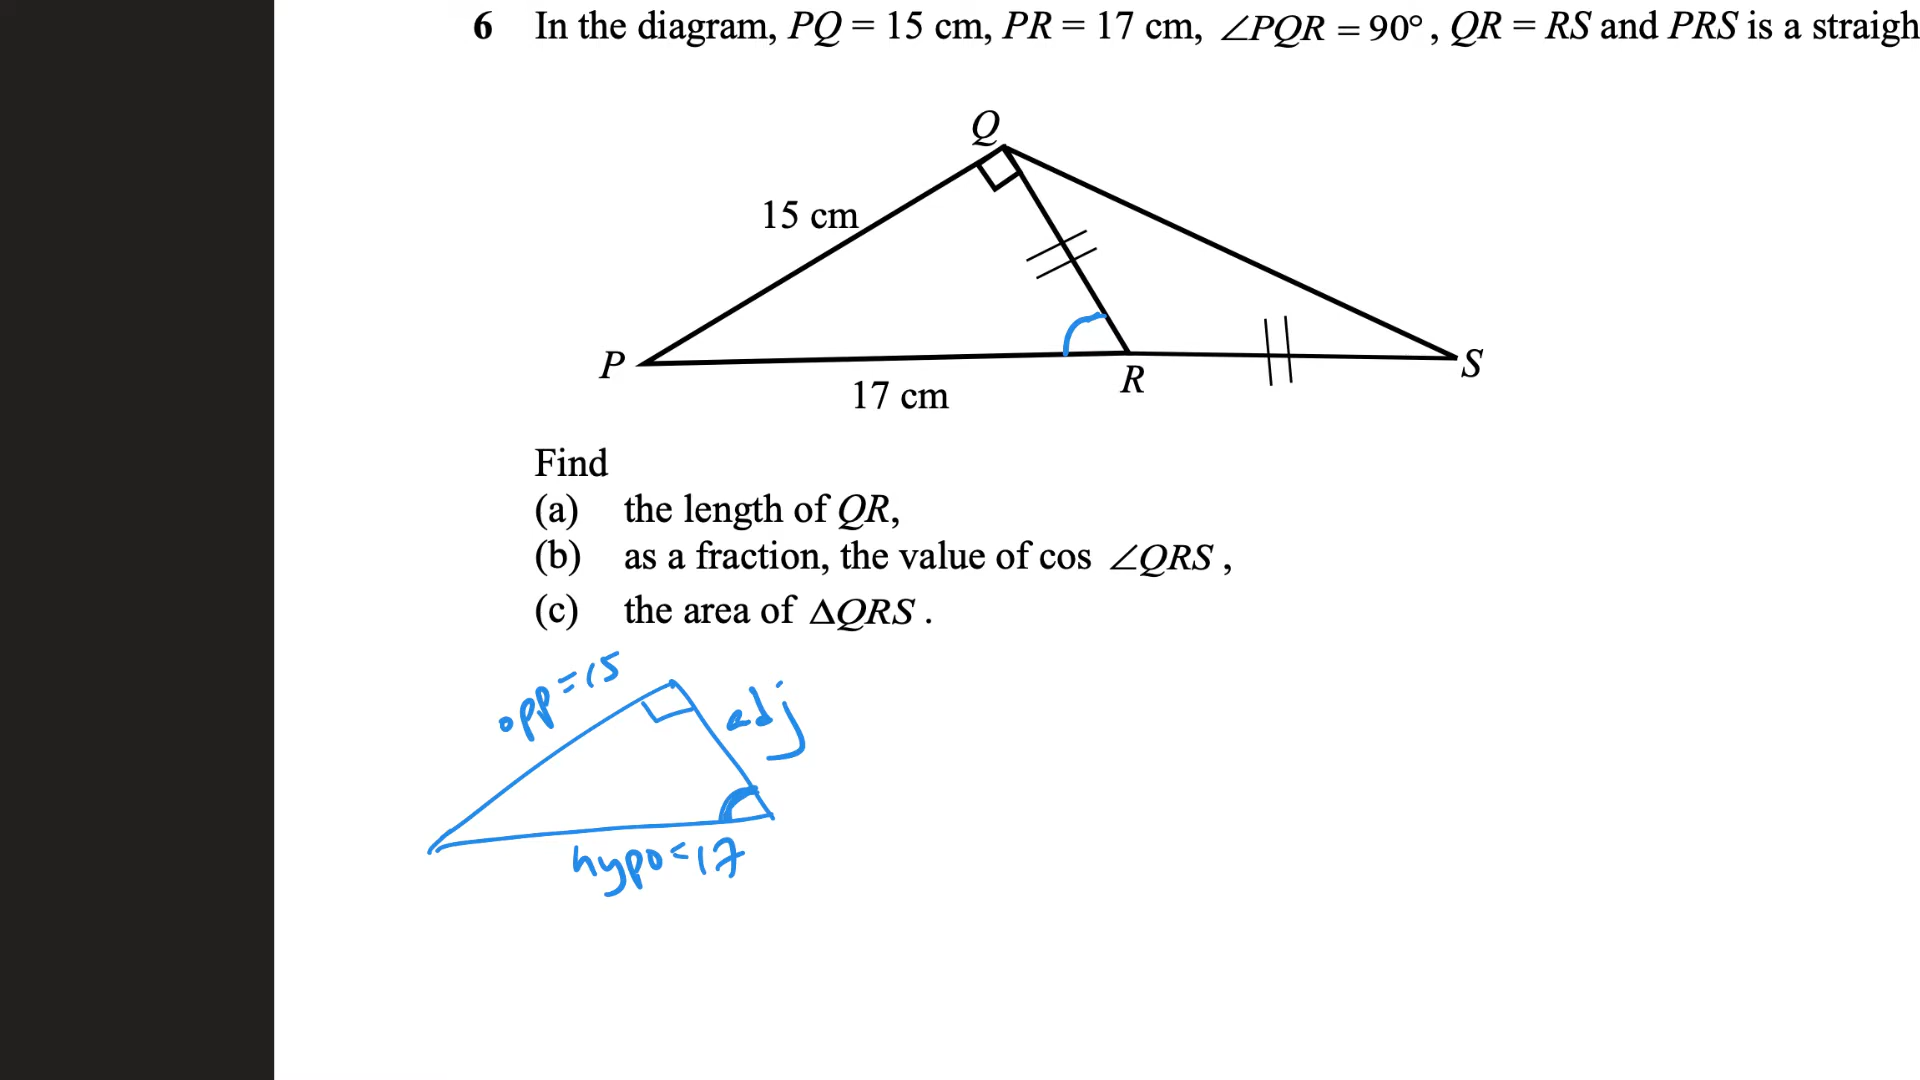 6 In the diagram, PQ = 15 cm, PR = 17 cm, ∠PQR = 90°, QR = RS and PRS is a straigh
Q
15 cm
P
R
S
17 cm
Find
(a) the length of QR,
(b) as a fraction, the value of cos ∠QRS,
(c) the area of ΔQRS.
opp=15
adj
hypo=17